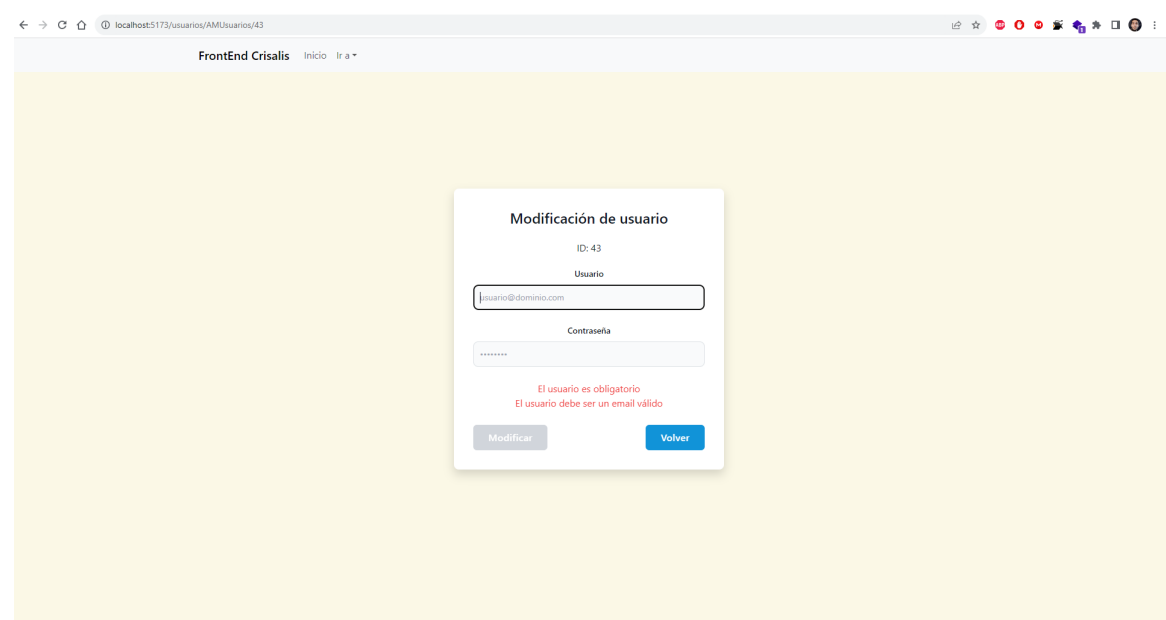 localhost:5173/usuarios/AMUsuarios/43
FrontEnd Crisalis Inicio Ir a
Modificación de usuario
ID: 43
Usuario
usuario@dominio.com
Contraseña
••••••••
El usuario es obligatorio
El usuario debe ser un email válido
Modificar Volver